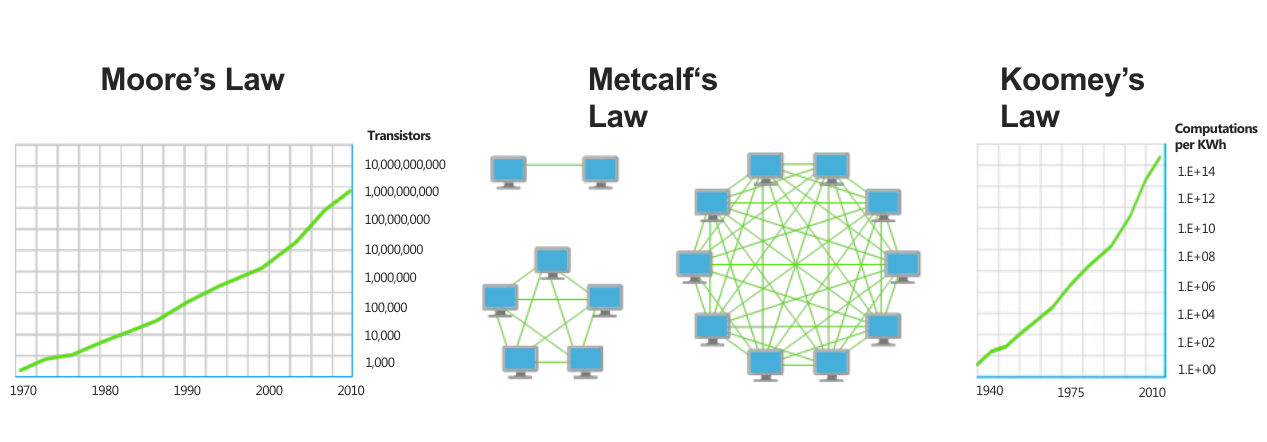 Moore’s Law
Transistors
10,000,000,000
1,000,000,000
100,000,000
10,000,000
1,000,000
100,000
10,000
1,000
1970 1980 1990 2000 2010
Metcalf‘s
Law
Koomey’s
Law
Computations
per KWh
1.E+14
1.E+12
1.E+10
1.E+08
1.E+06
1.E+04
1.E+02
1.E+00
1940 1975 2010